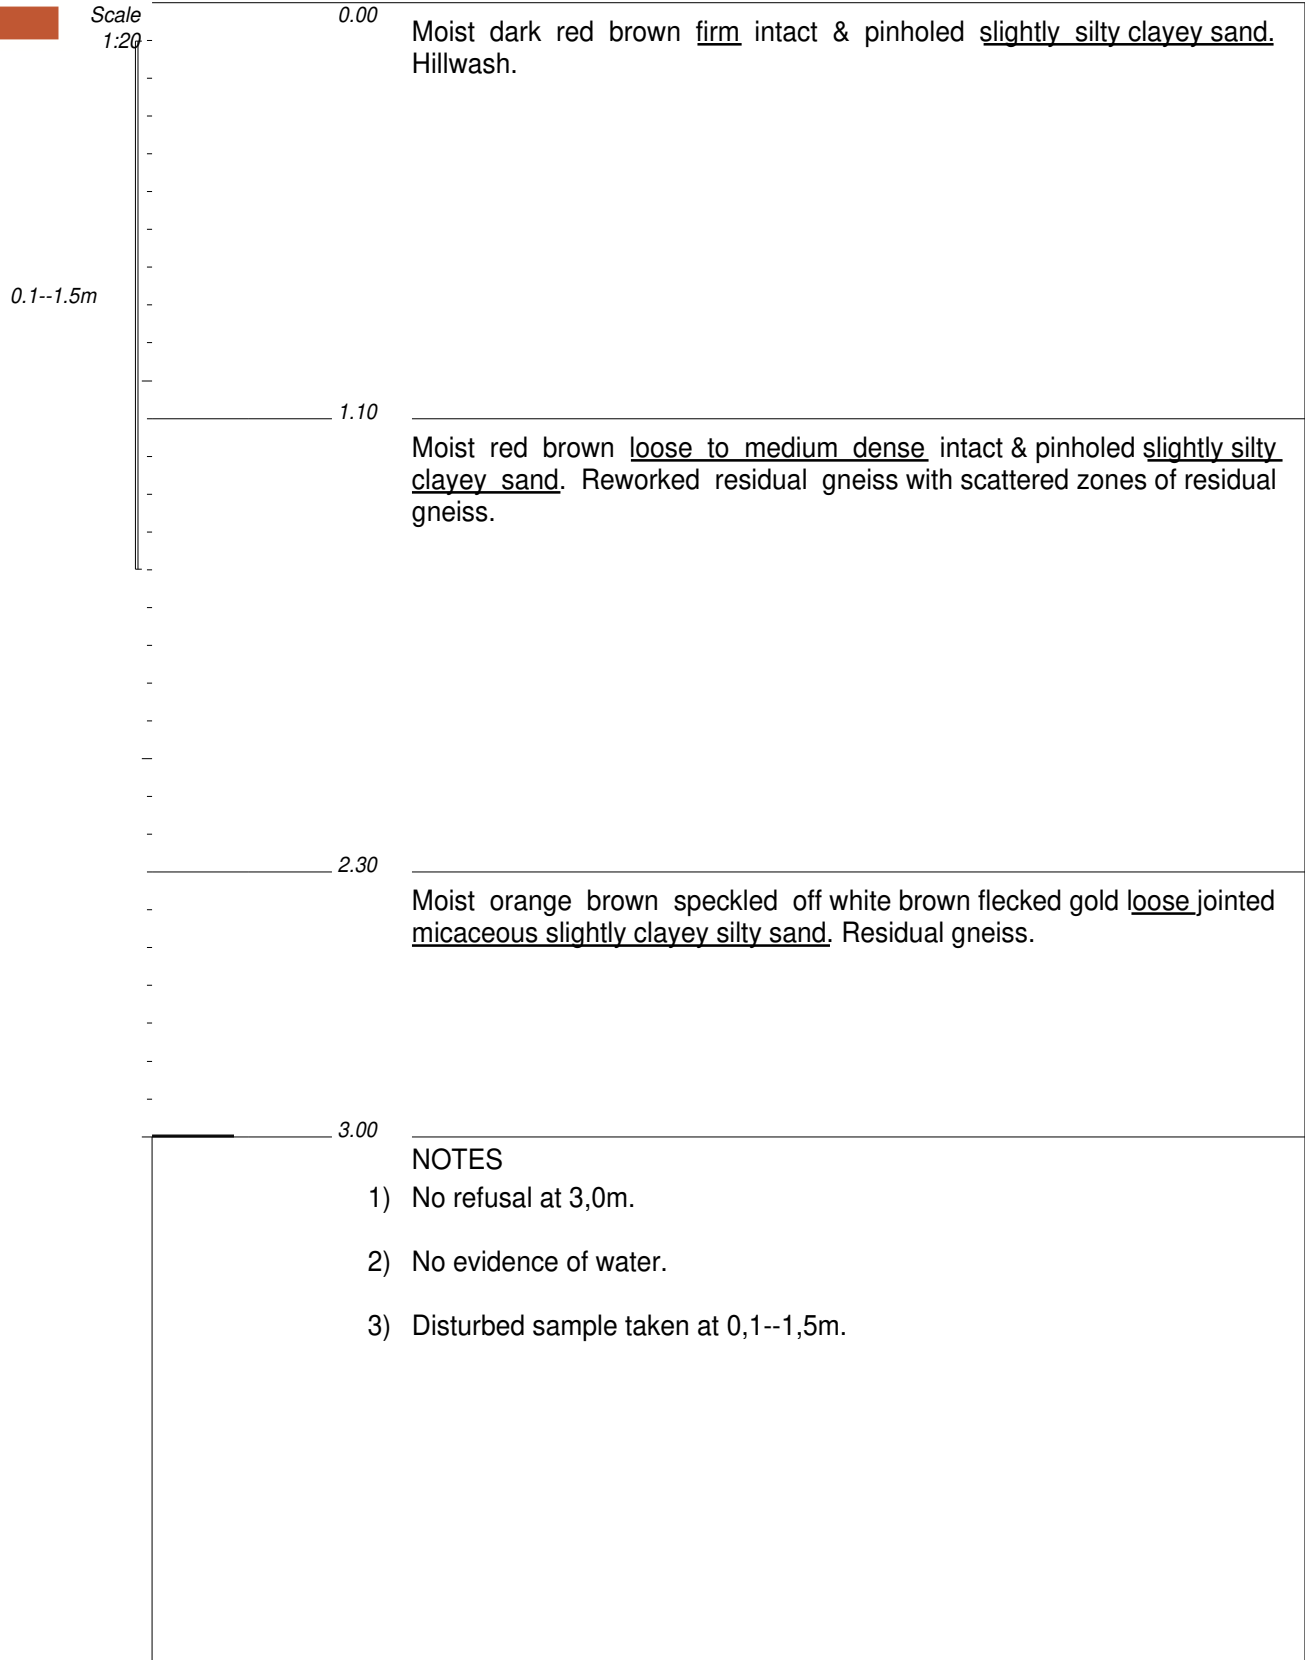 Scale
1:20
0.00
Moist dark red brown firm intact & pinholed slightly silty clayey sand.
Hillwash.
0.1--1.5m
1.10
Moist red brown loose to medium dense intact & pinholed slightly silty
clayey sand. Reworked residual gneiss with scattered zones of residual
gneiss.
2.30
Moist orange brown speckled off white brown flecked gold loose jointed
micaceous slightly clayey silty sand. Residual gneiss.
3.00
NOTES
1) No refusal at 3,0m.
2) No evidence of water.
3) Disturbed sample taken at 0,1--1,5m.